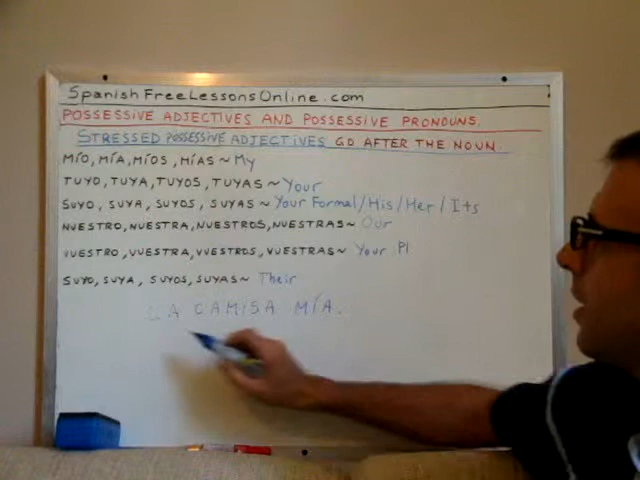 SpanishFreeLessonsOnline.com
POSSESSIVE ADJECTIVES AND POSSESSIVE PRONOUNS.
STRESSED POSSESSIVE ADJECTIVES GO AFTER THE NOUN.
MÍO, MÍA, MÍOS, MÍAS ~ My
TUYO, TUYA, TUYOS, TUYAS ~ Your
SUYO, SUYA, SUYOS, SUYAS ~ Your Formal/His/Her/Its
NUESTRO, NUESTRA, NUESTROS, NUESTRAS~ Our
VUESTRO, VUESTRA, VUESTROS, VUESTRAS~ Your Pl
SUYO, SUYA, SUYOS, SUYAS~ Their
LA CAMISA MÍA.